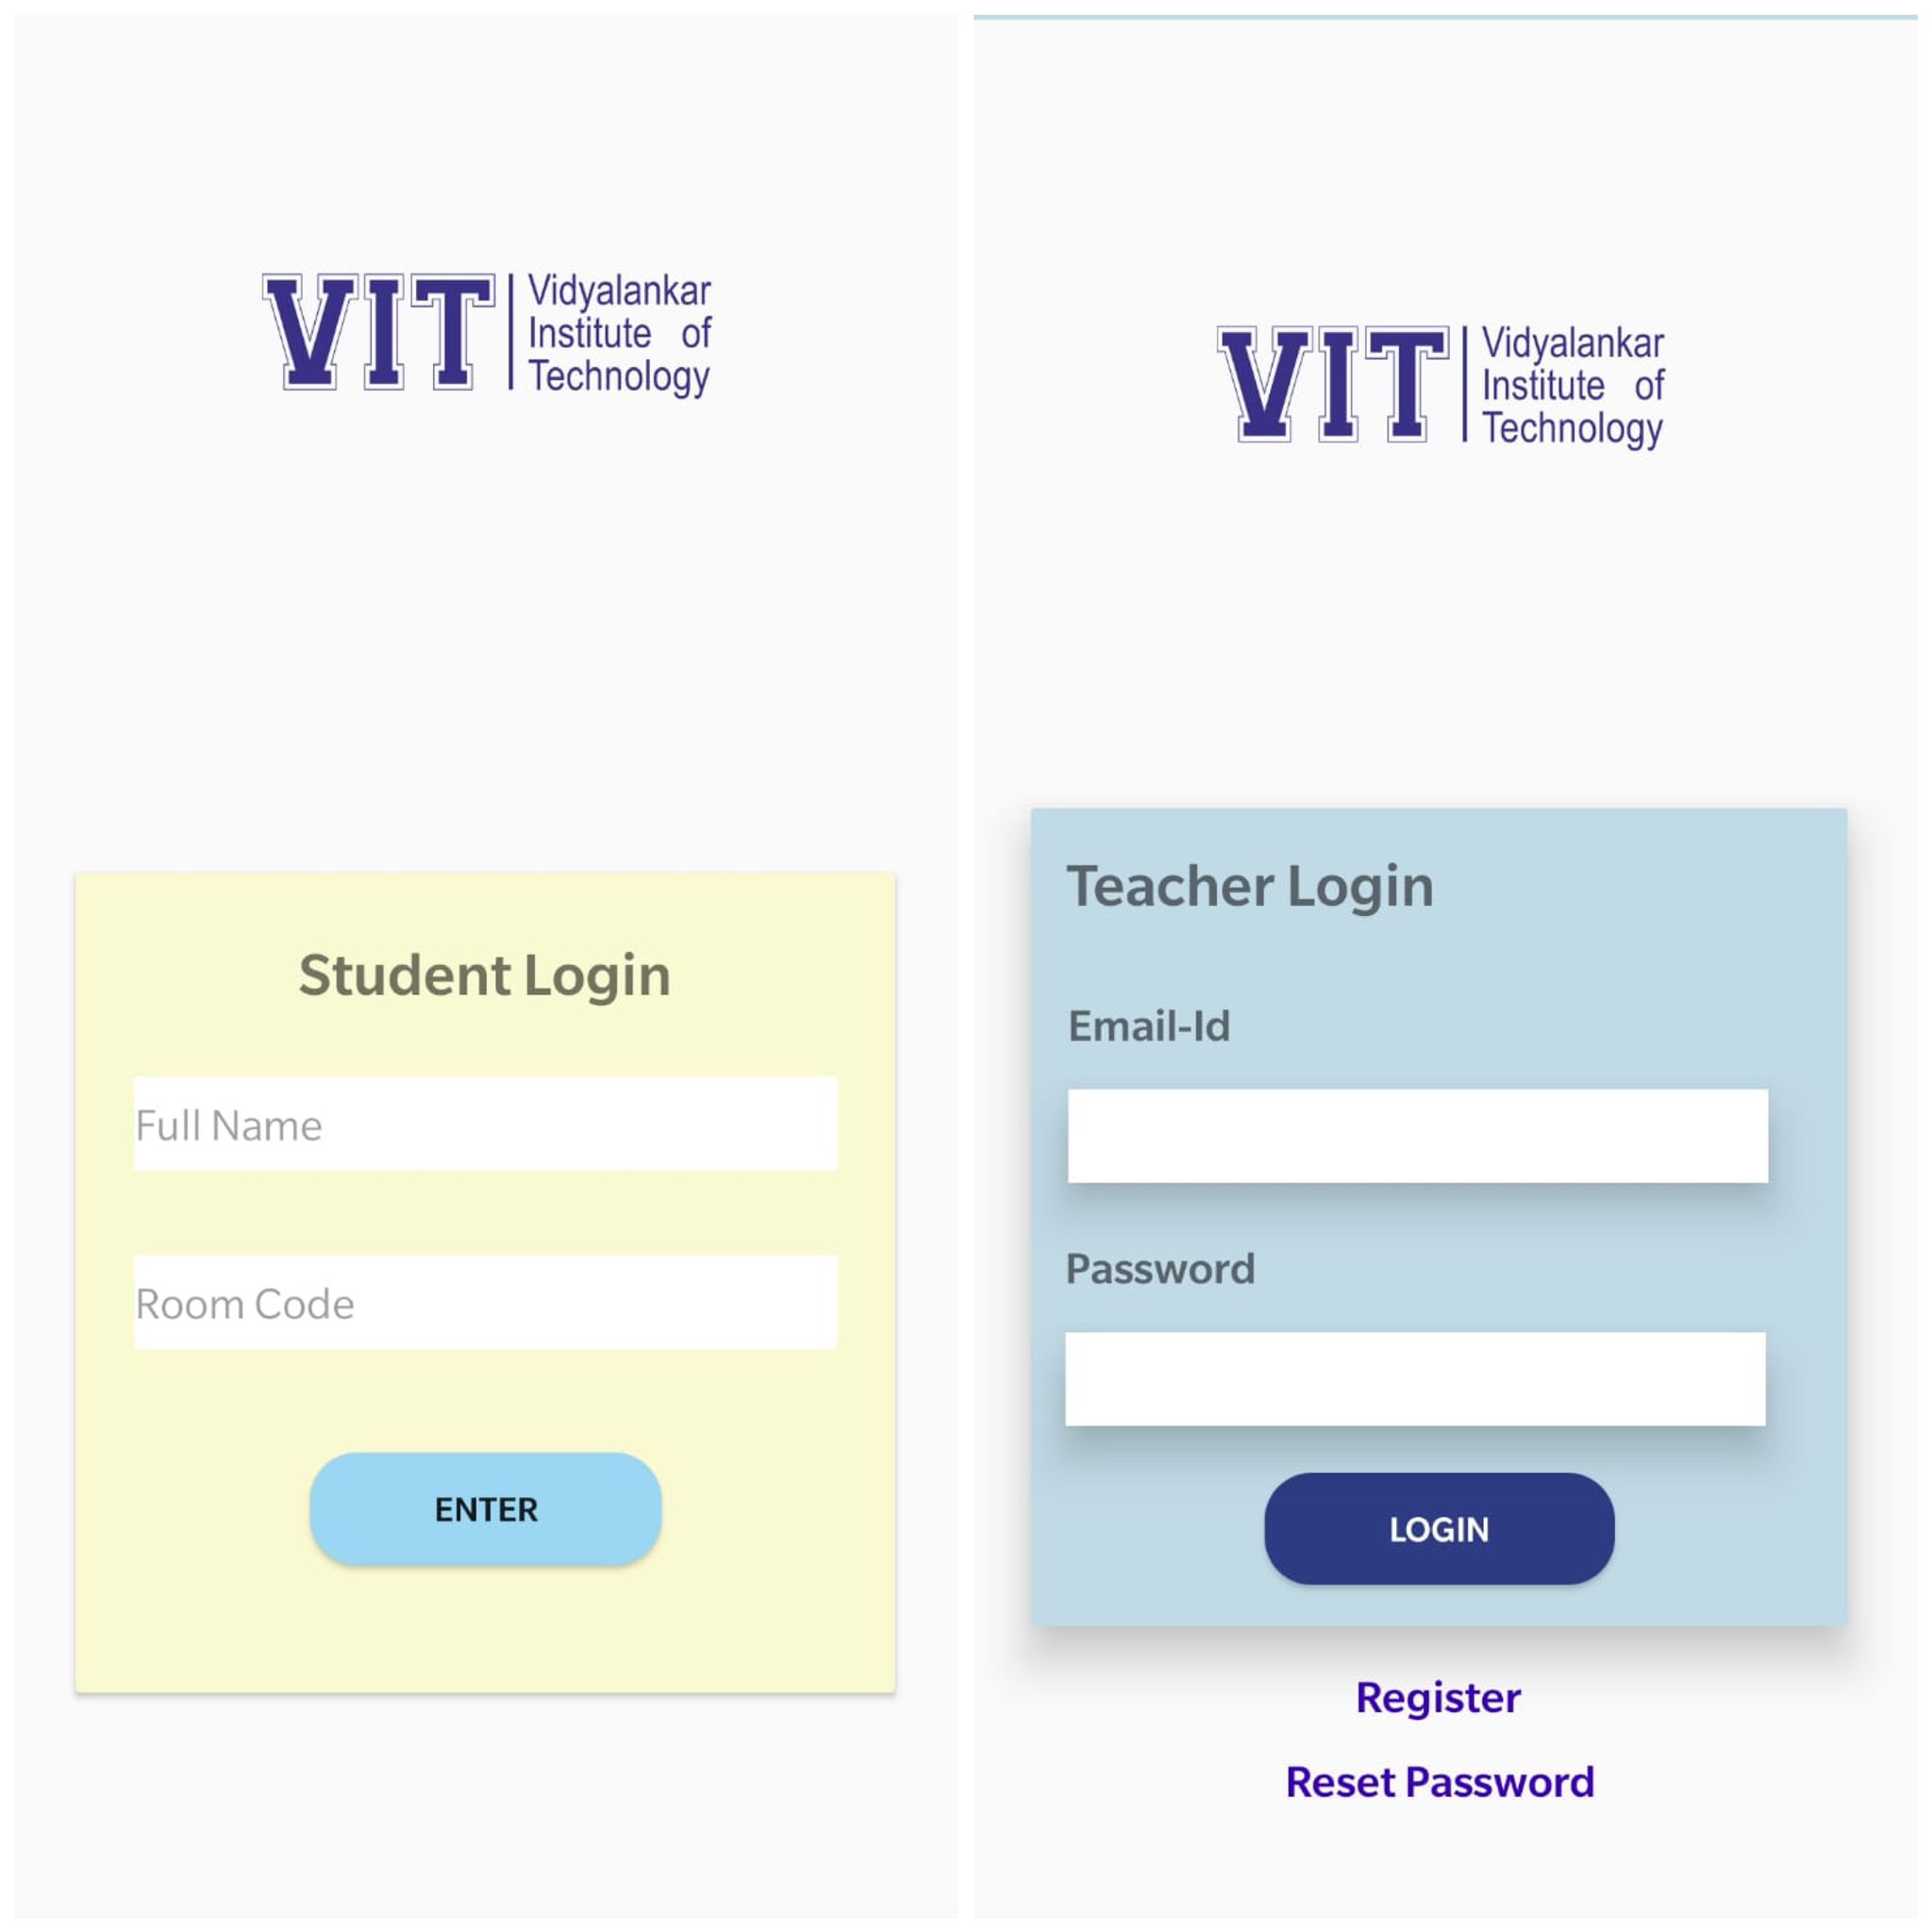 VIT
Vidyalankar
Institute of
Technology
Student Login
Full Name
Room Code
ENTER
VIT
Vidyalankar
Institute of
Technology
Teacher Login
Email-Id
Password
LOGIN
Register
Reset Password